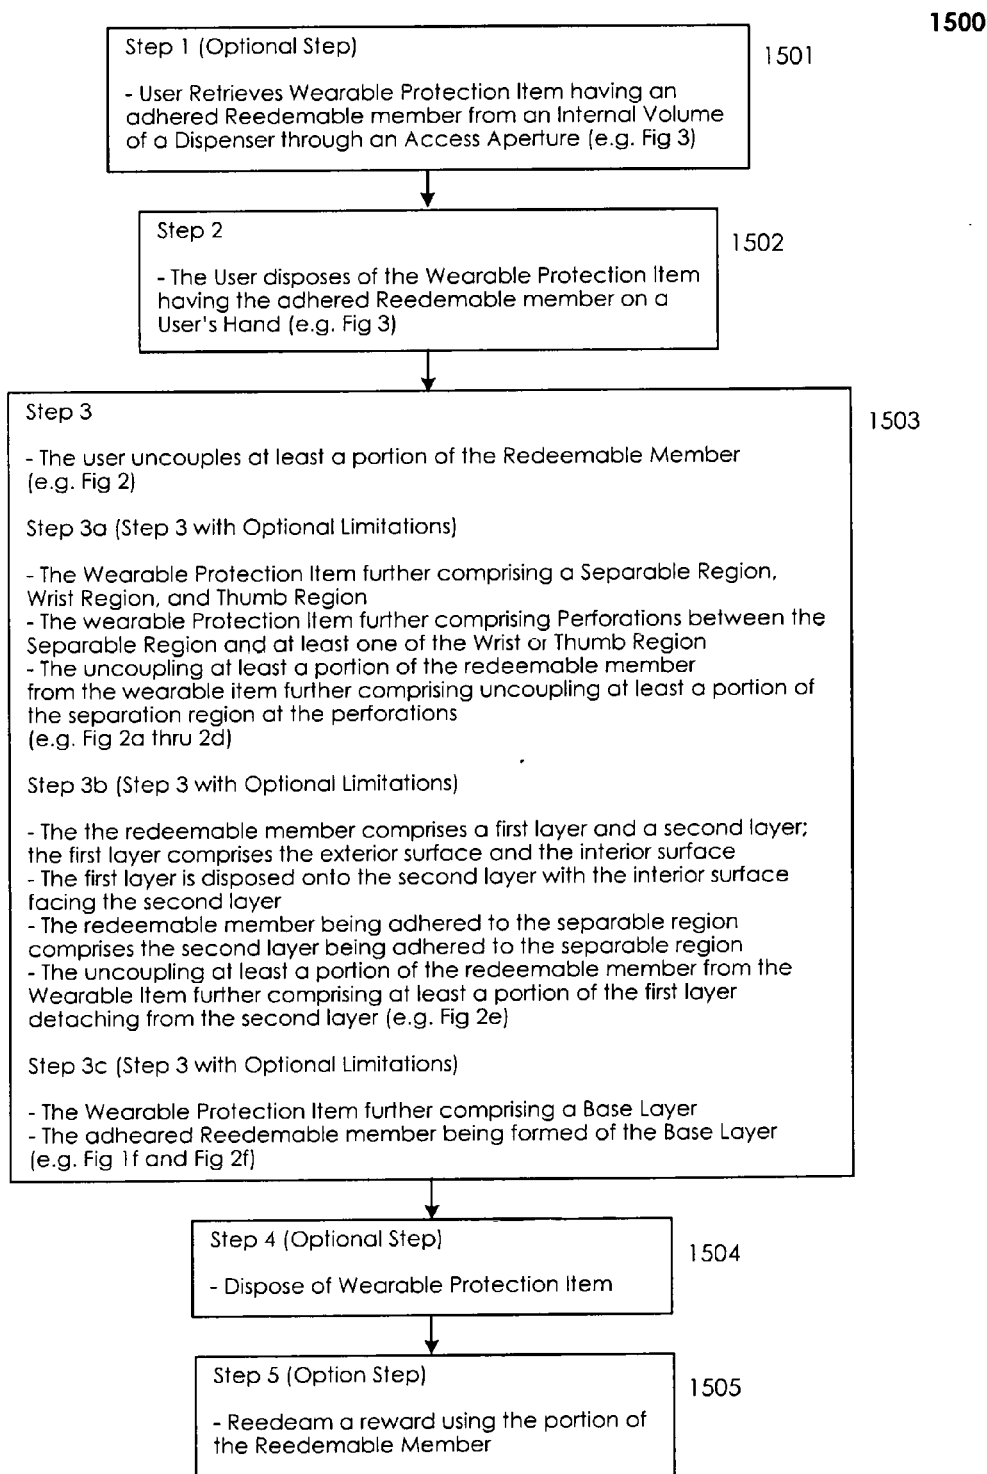 1500
Step 1 (Optional Step)
1501
- User Retrieves Wearable Protection Item having an
adhered Reedemable member from an Internal Volume
of a Dispenser through an Access Aperture (e.g. Fig 3)
Step 2
1502
- The User disposes of the Wearable Protection Item
having the adhered Reedemable member on a
User's Hand (e.g. Fig 3)
Step 3
1503
- The user uncouples at least a portion of the Redeemable Member
(e.g. Fig 2)
Step 3a (Step 3 with Optional Limitations)
- The Wearable Protection Item further comprising a Separable Region,
Wrist Region, and Thumb Region
- The wearable Protection Item further comprising Perforations between the
Separable Region and at least one of the Wrist or Thumb Region
- The uncoupling at least a portion of the redeemable member
from the wearable item further comprising uncoupling at least a portion of
the separation region at the perforations
(e.g. Fig 2a thru 2d)
Step 3b (Step 3 with Optional Limitations)
- The the redeemable member comprises a first layer and a second layer;
the first layer comprises the exterior surface and the interior surface
- The first layer is disposed onto the second layer with the interior surface
facing the second layer
- The redeemable member being adhered to the separable region
comprises the second layer being adhered to the separable region
- The uncoupling at least a portion of the redeemable member from the
Wearable Item further comprising at least a portion of the first layer
detaching from the second layer (e.g. Fig 2e)
Step 3c (Step 3 with Optional Limitations)
- The Wearable Protection Item further comprising a Base Layer
- The adheared Reedemable member being formed of the Base Layer
(e.g. Fig 1f and Fig 2f)
Step 4 (Optional Step)
1504
- Dispose of Wearable Protection Item
Step 5 (Option Step)
1505
- Reedeam a reward using the portion of
the Reedemable Member